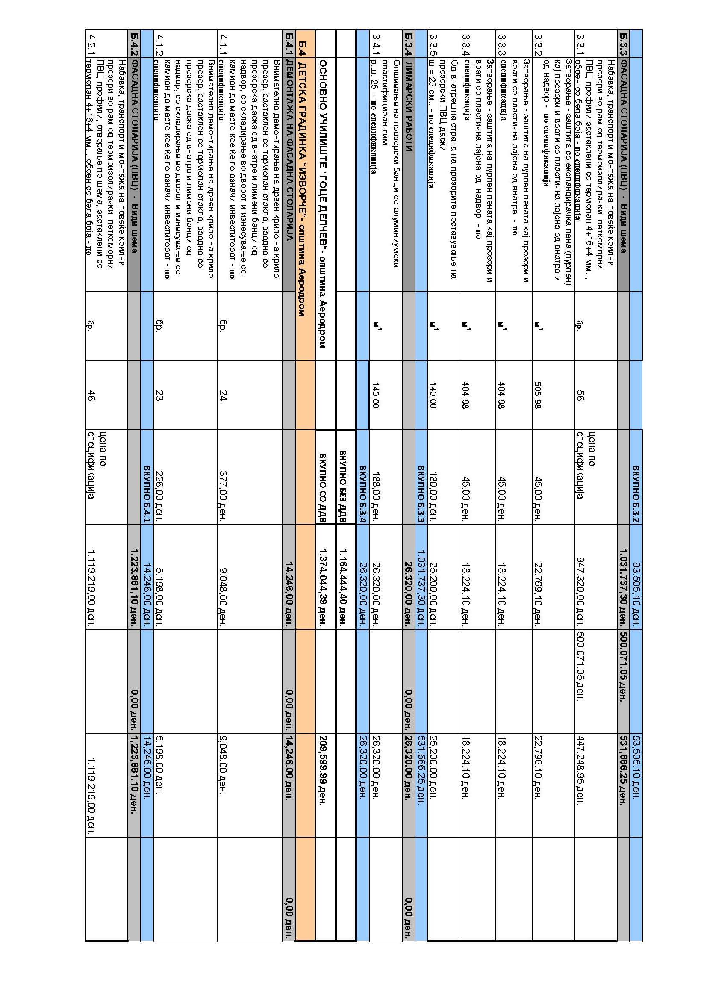 ВКУПНО Б.3.2 93.505,10 ден. 93,505.10 ден.
Б.3.3 ФАСАДНА СТОЛАРИЈА (ПВЦ) - Види шема 1.031.737,30 ден. 500,071.05 ден. 531,666.25 ден.
Набавка, транспорт и монтажа на повеќе крилни
прозори во рам од термоизолирачки петкоморни
ПВЦ профили застаклени со термопан 4+16+4 мм. , цена по
3.3.1 обоен со бела боја - по спецификација бр. 56 спецификација 947.320,00 ден. 500,071.05 ден. 447,248.95 ден.
Затворање - заштита со експандирачка пена (пурпен)
кај прозори и врати со пластична лајсна од внатре и
3.3.2 од надвор - по спецификација м1 505,98 45,00 ден. 22.769,10 ден. 22,796.10 ден.
Затворање - заштита на пурпен пената кај прозори и
врати со пластична лајсна од внатре - по
3.3.3 спецификација м1 404,98 45,00 ден. 18.224,10 ден. 18,224.10 ден.
Затворање - заштита на пурпен пената кај прозори и
врати со пластична лајсна од надвор - по
3.3.4 спецификација м1 404,98 45,00 ден. 18.224,10 ден. 18,224.10 ден.
Од внатрешна страна на прозорите поставување на
прозорски ПВЦ даски
3.3.5 ш = 25 см.. - по спецификација м1 140,00 180,00 ден. 25.200,00 ден. 25,200.00 ден.
ВКУПНО Б.3.3 1.031.737,30 ден. 531,666.25 ден.
Б.3.4 ЛИМАРСКИ РАБОТИ 26.320,00 ден. 0,00 ден. 26,320.00 ден. 0,00 ден.
Опшивање на прозорски банци со алуминиумски
пластифициран лим
3.4.1 р.ш. 25 - по спецификација м1 140,00 188,00 ден. 26.320,00 ден. 26,320.00 ден.
ВКУПНО Б.3.4 26.320,00 ден. 26,320.00 ден.
ВКУПНО БЕЗ ДДВ 1.164.444,40 ден.
ОСНОВНО УЧИЛИШТЕ “ГОЦЕ ДЕЛЧЕВ“- општина Аеродром ВКУПНО СО ДДВ 1.374.044,39 ден. 209,599.99 ден.
Б.4 ДЕТСКА ГРАДИНКА “ИЗВОРЧЕ“- општина Аеродром
Б.4.1 ДЕМОНТАЖА НА ФАСАДНА СТОЛАРИЈА 14.246,00 ден. 0,00 ден. 14,246.00 ден. 0,00 ден.
Внимателно демонтирање на дрвен крило на крило
прозор, застаклен со термопан стакло, заедно со
прозорска даска од внатре и лимени банци од
надвор, со складирање во дворот и изнесување со
камион до место кое ќе го означи инвеститорот - по
4.1.1 спецификација бр. 24 377,00 ден. 9.048,00 ден. 9,048.00 ден.
Внимателно демонтирање на дрвен крило на крило
прозор, застаклен со термопан стакло, заедно со
прозорска даска од внатре и лимени банци од
надвор, со складирање во дворот и изнесување со
камион до место кое ќе го означи инвеститорот - по
4.1.2 спецификација бр. 23 226,00 ден. 5.198,00 ден. 5,198.00 ден.
ВКУПНО Б.4.1 14.246,00 ден. 14,246.00 ден.
Б.4.2 ФАСАДНА СТОЛАРИЈА (ПВЦ) - Види шема 1.223.861,10 ден. 0,00 ден. 1,223,861.10 ден.
Набавка, транспорт и монтажа на повеќе крилни
прозори во рам од термоизолирачки петкоморни
ПВЦ профили, отворање по шема, застаклени со цена по
4.2.1 термопан 4+16+4 мм. , обоен со бела боја - по бр. 46 спецификација 1.119.219,00 ден. 1.119.219,00 ден.